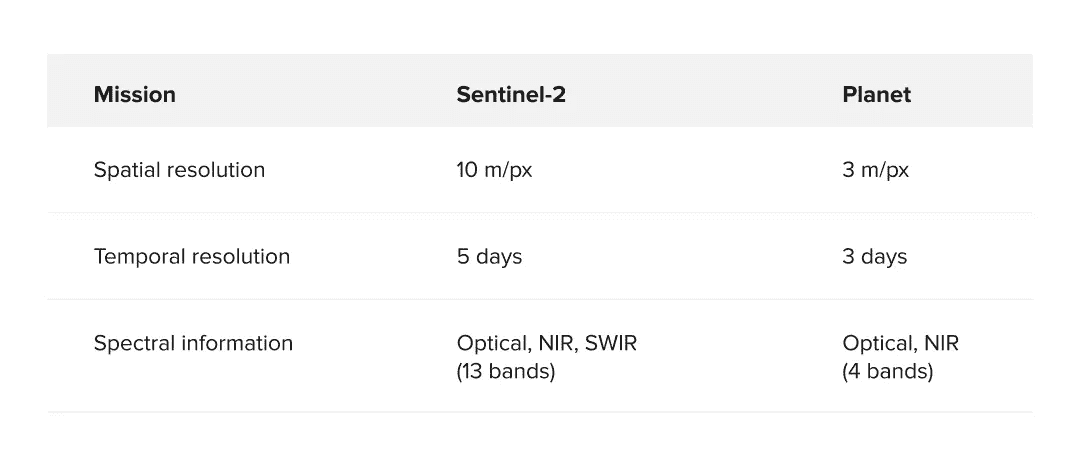 Mission Sentinel-2 Planet
Spatial resolution 10 m/px 3 m/px
Temporal resolution 5 days 3 days
Spectral information Optical, NIR, SWIR Optical, NIR
(13 bands) (4 bands)